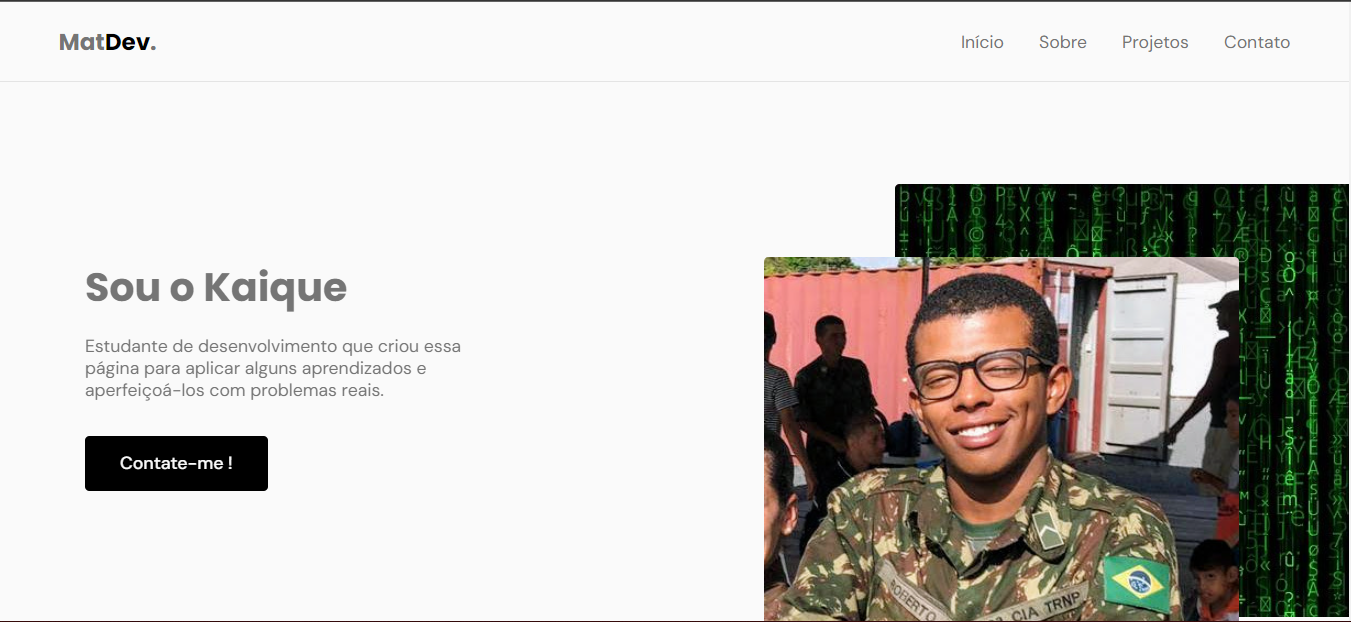 MatDev.
Início Sobre Projetos Contato
Sou o Kaique
Estudante de desenvolvimento que criou essa
página para aplicar alguns aprendizados e
aperfeiçoá-los com problemas reais.
Contate-me !
ROBERTO
CIA TRNP